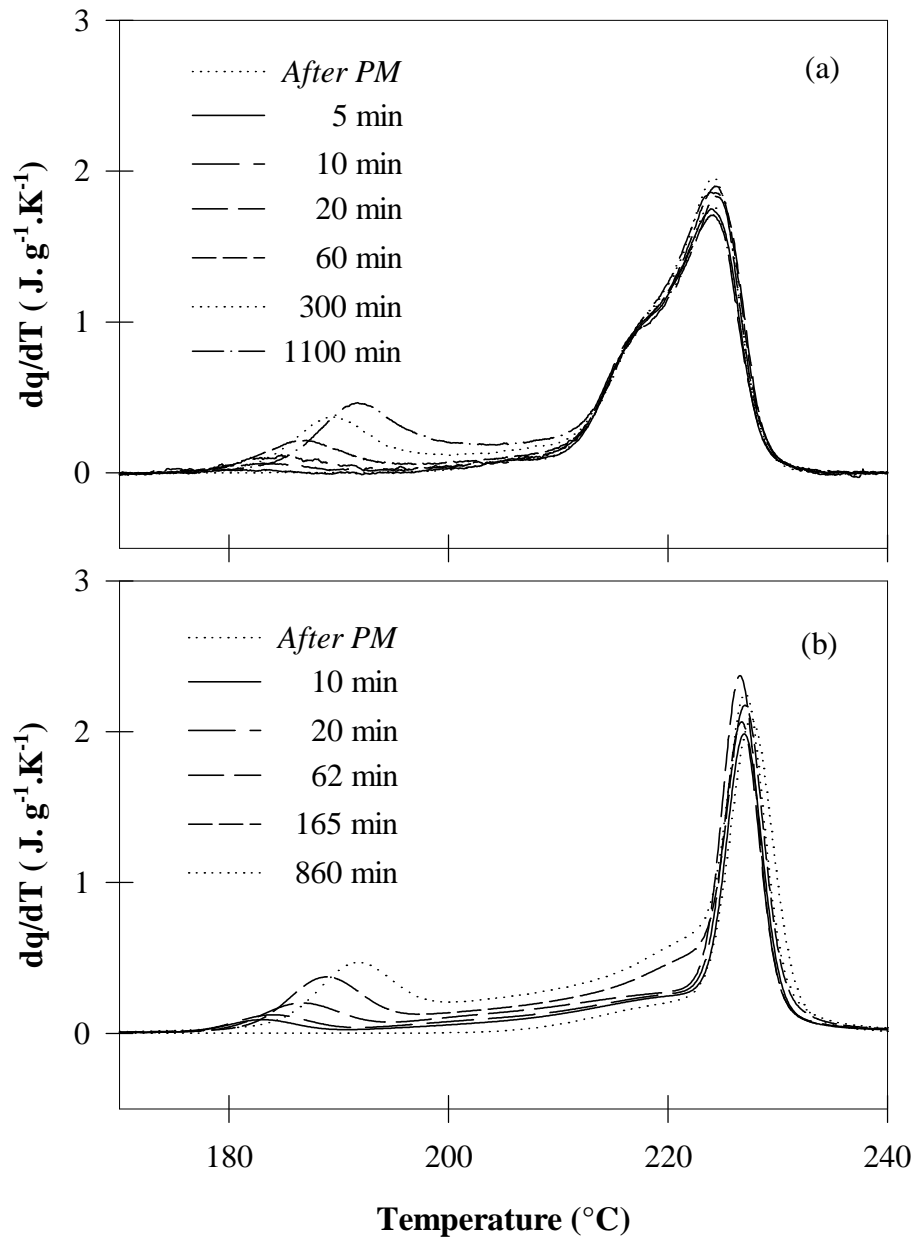 3
(a)
After PM
5 min
10 min
20 min
60 min
300 min
1100 min
2
1
0
dq/dT ( J. g⁻¹.K⁻¹)
3
(b)
After PM
10 min
20 min
62 min
165 min
860 min
2
1
0
dq/dT ( J. g⁻¹.K⁻¹)
180 200 220 240
Temperature (°C)